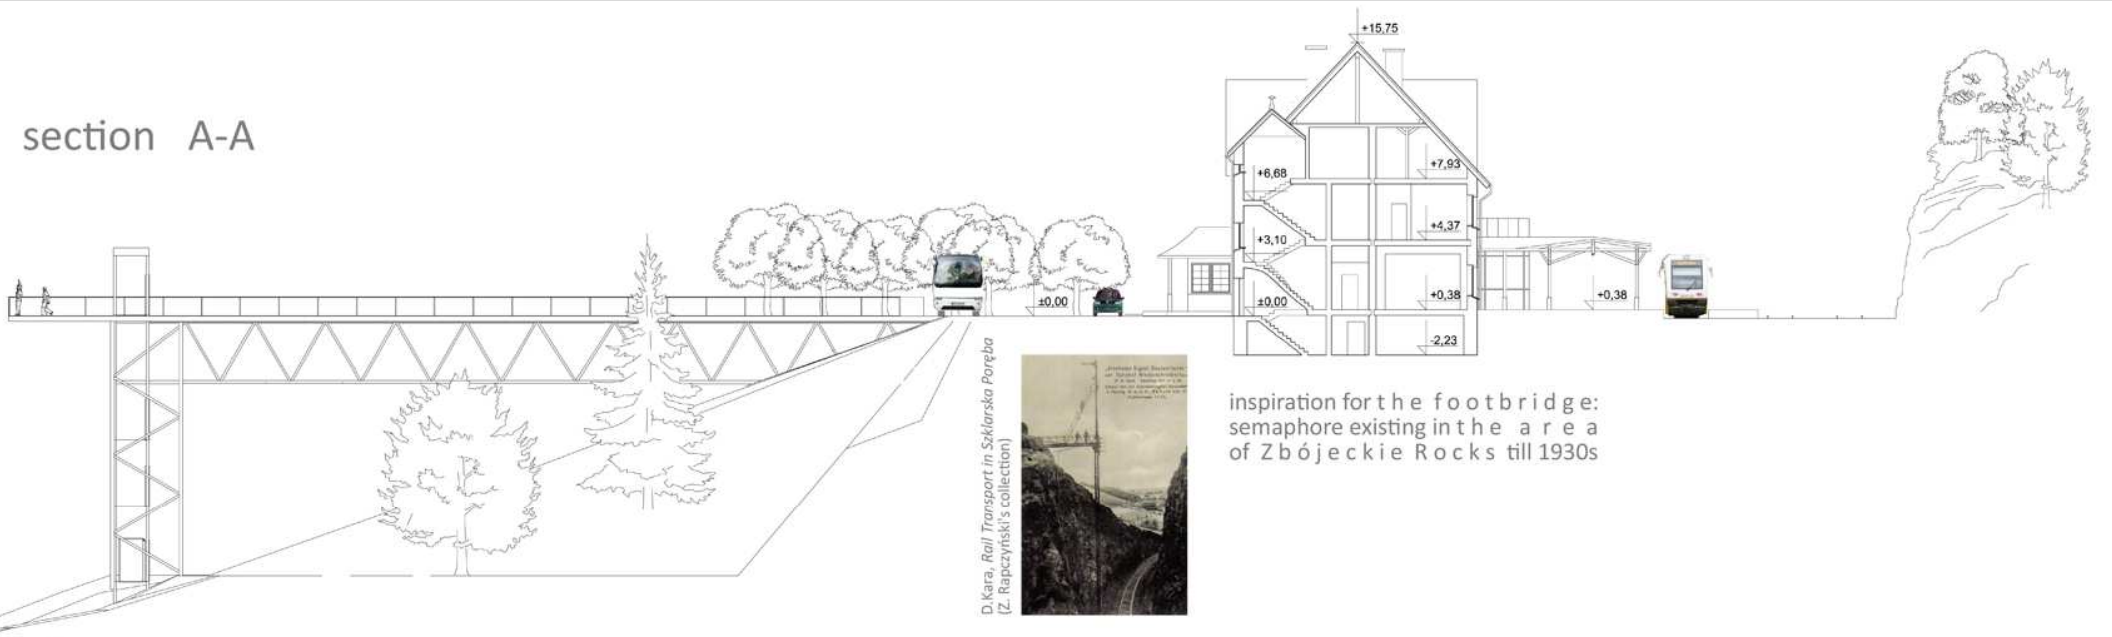 section A-A
+15,75
+7,93
+6,68
+4,37
+3,10
±0,00
±0,00
+0,38
+0,38
-2,23
D.Kara, Rail Transport in Szklarska Poręba
(Z. Rapczyński's collection)
inspiration for the footbridge:
semaphore existing in the area
of Zbójeckie Rocks till 1930s